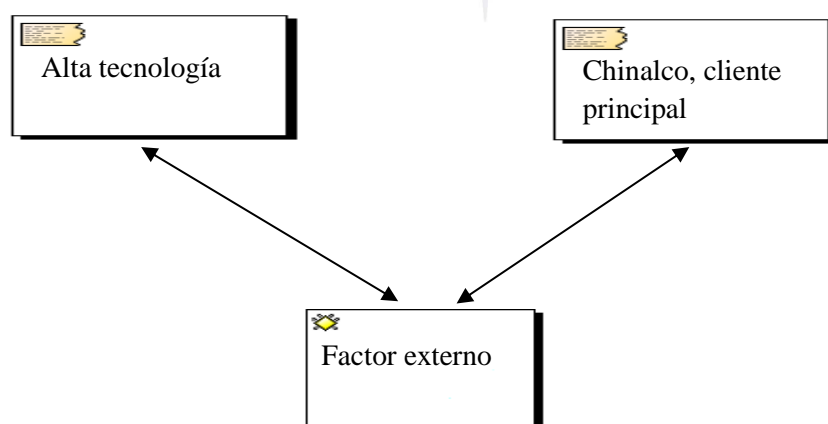 Alta tecnología
Chinalco, cliente
principal
Factor externo